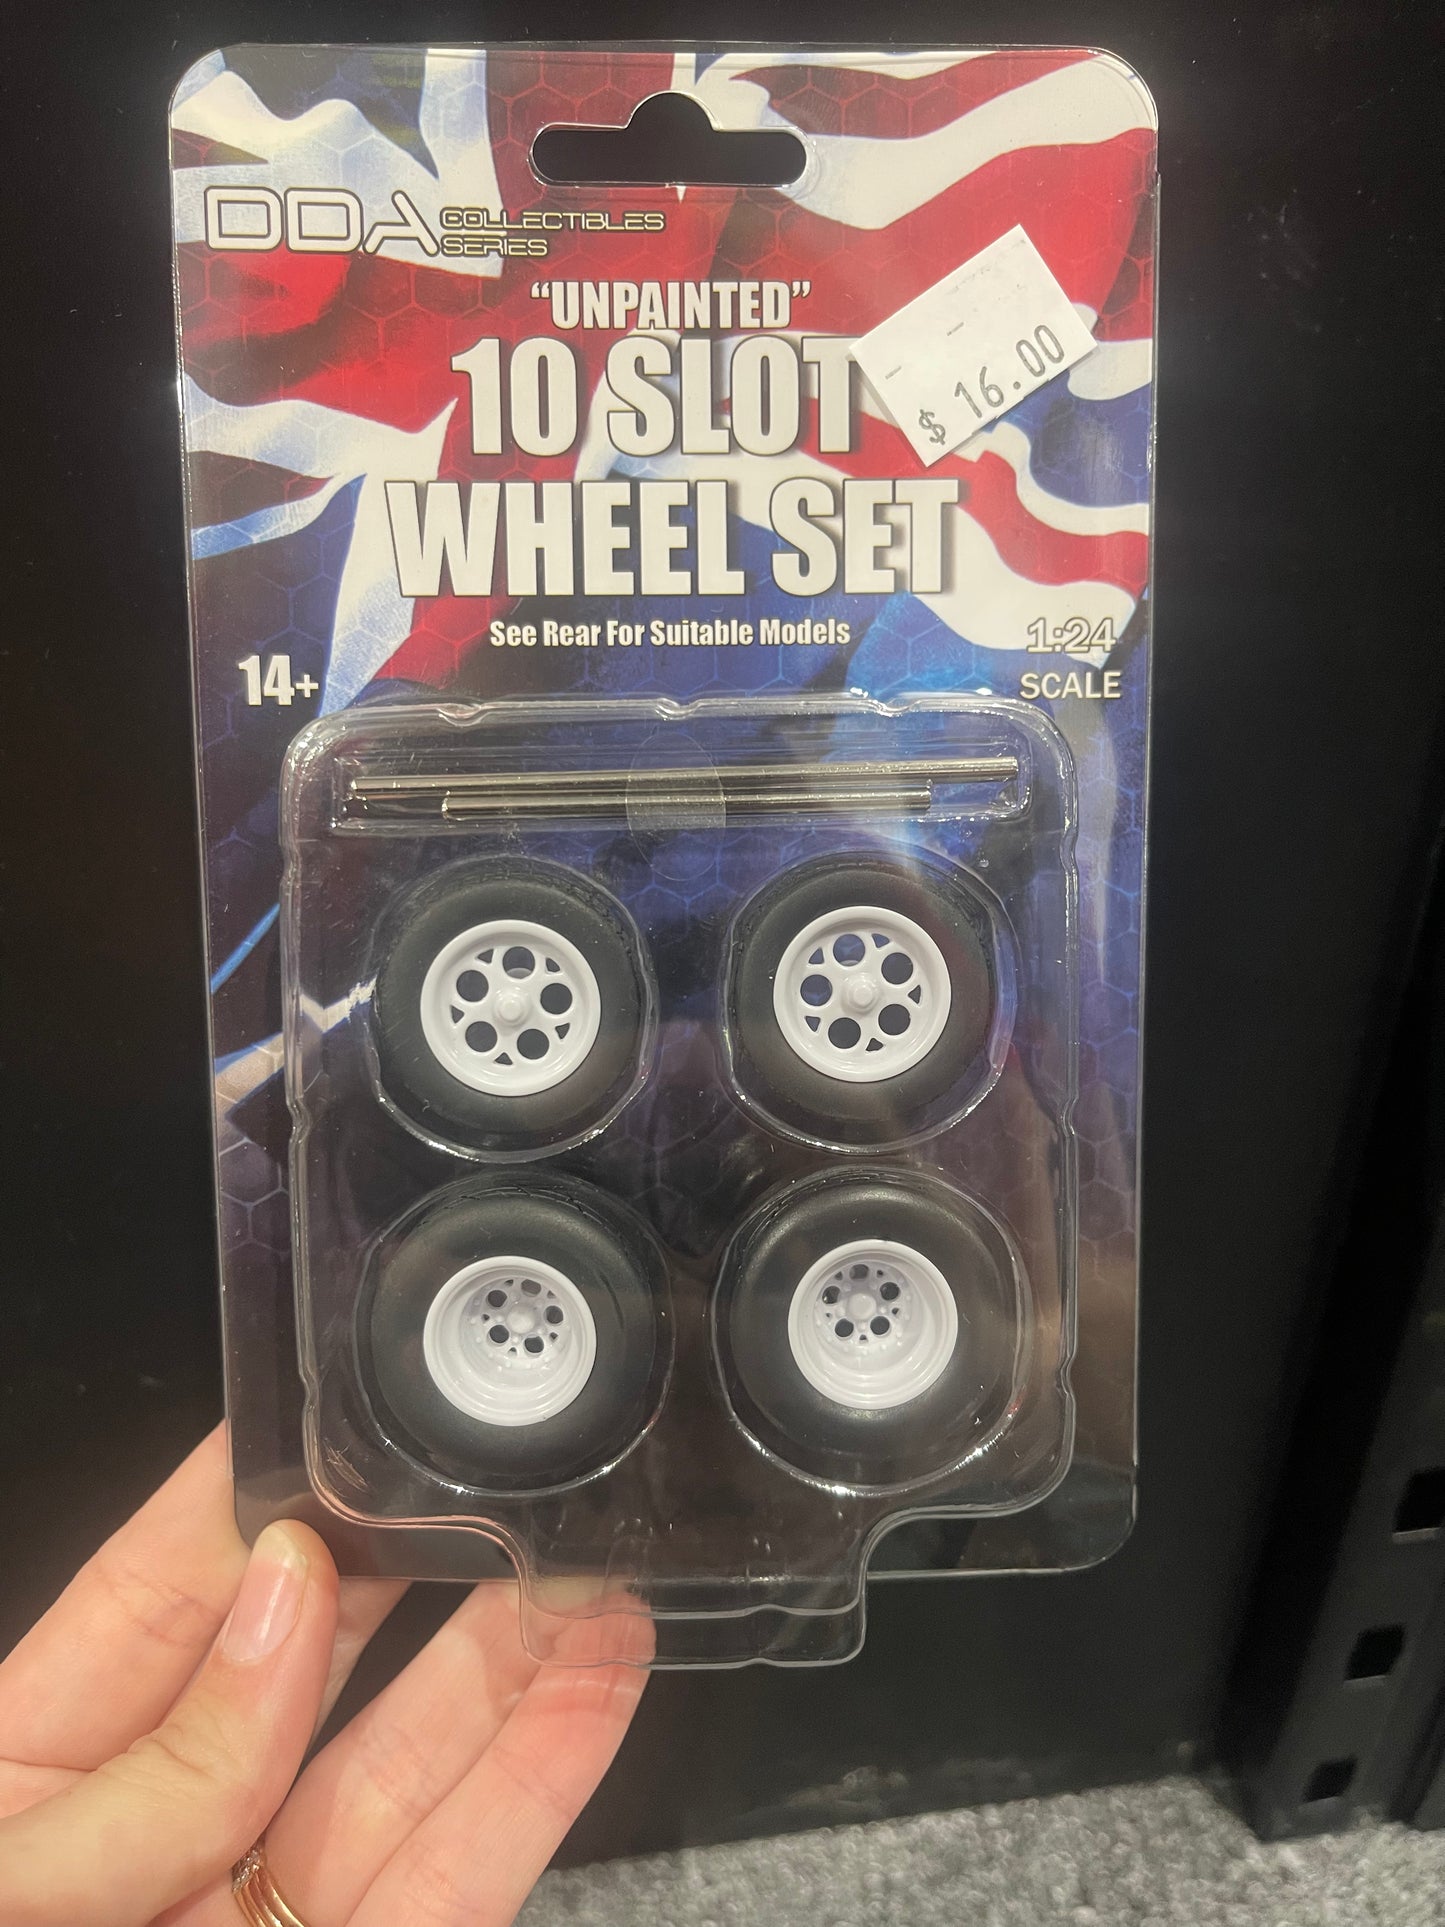 DDA COLLECTIBLES
SERIES
"UNPAINTED"
10 SLOT
WHEEL SET
$ 16.00
See Rear For Suitable Models
14+
1:24
SCALE